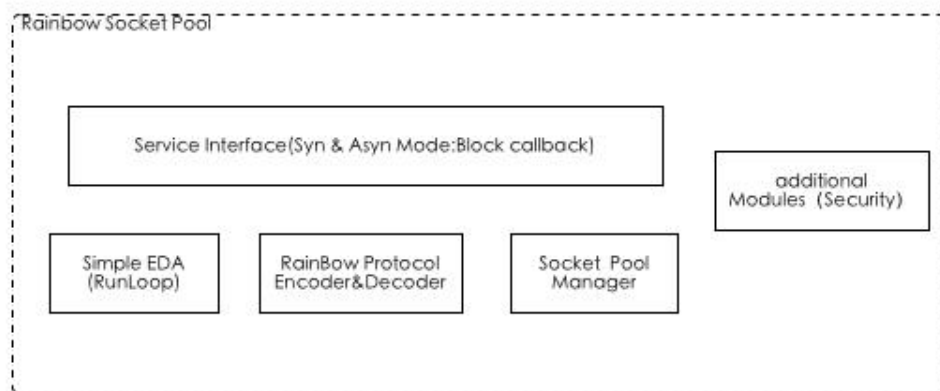 Rainbow Socket Pool
Service Interface(Syn & Asyn Mode:Block callback)
additional
Modules (Security)
Simple EDA
(RunLoop)
RainBow Protocol
Encoder&Decoder
Socket Pool
Manager